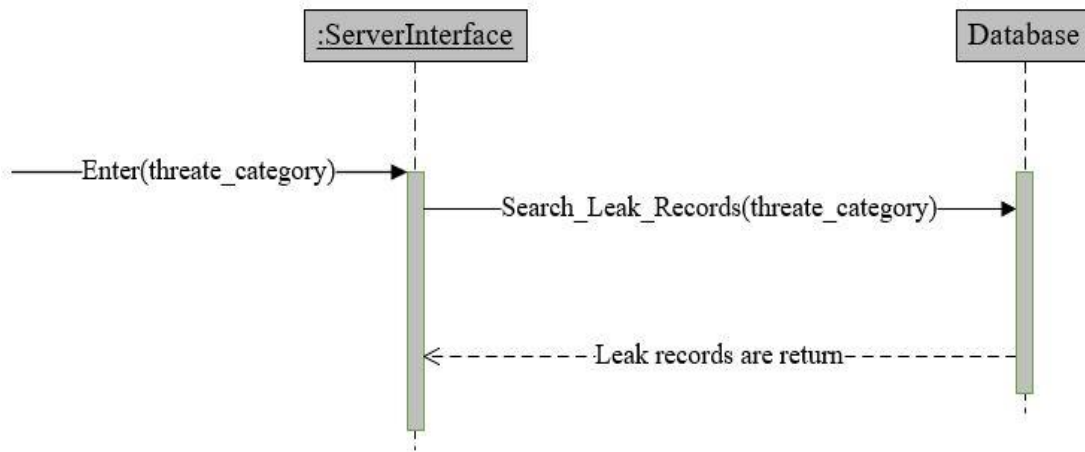 :ServerInterface
Database
Enter(threate_category)
Search_Leak_Records(threate_category)
Leak records are return